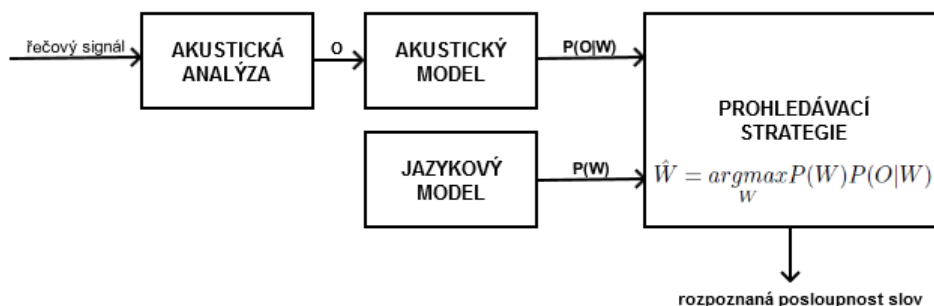 řečový signál
AKUSTICKÁ
ANALÝZA
O
AKUSTICKÝ
MODEL
P(O|W)
JAZYKOVÝ
MODEL
P(W)
PROHLEDÁVACÍ
STRATEGIE
Ŵ = argmax P(W)P(O|W)
W
rozpoznaná posloupnost slov